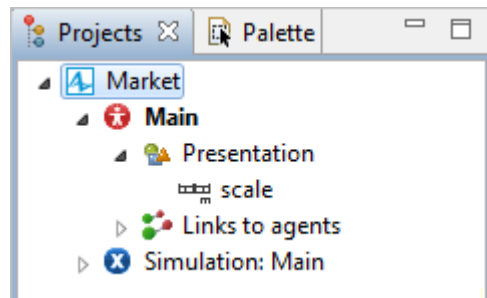 Projects Palette
Market
Main
Presentation
scale
Links to agents
Simulation: Main